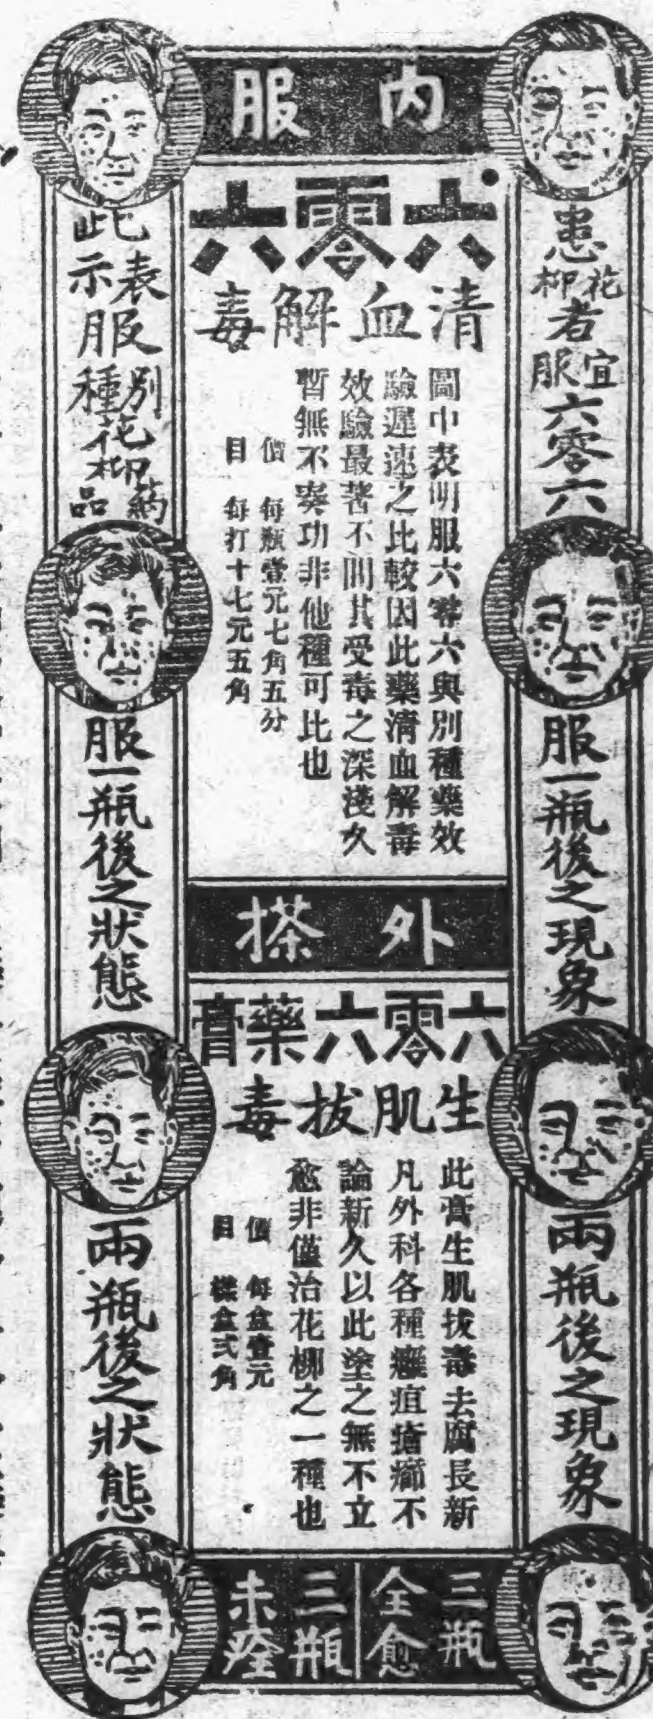 內服
六零六
清血解毒
圖中表明服六零六與別種藥效
驗遲速之比較因此藥清血解毒
效驗最著不問其受毒之深淺久
暫無不奏功非他種可比也
價
目
每瓶壹元七角五分
每打十七元五角
外搽
六零六藥膏
生肌拔毒
此膏生肌拔毒去腐長新
凡外科各種癰疽瘡癤不
論新久以此塗之無不立
愈非僅治花柳之一種也
價
目
每盒壹元
樣盒弍角
患花柳者宜服六零六
服一瓶後之現象
兩瓶後之現象
三瓶
全愈
此表示服別種花柳藥品
服一瓶後之狀態
兩瓶後之狀態
三瓶
未痊